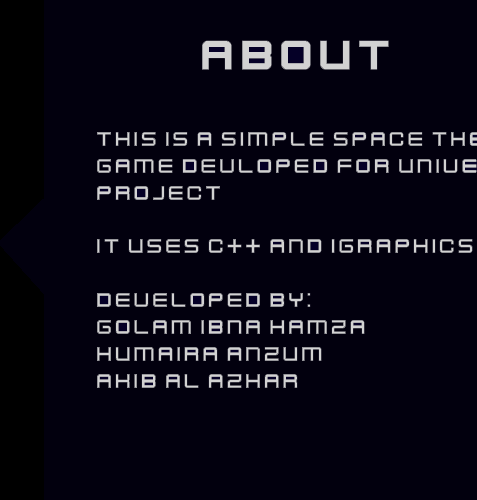 ABOUT
THIS IS A SIMPLE SPACE THE
GAME DEVLOPED FOR UNIVE
PROJECT
IT USES C++ AND IGRAPHICS
DEVELOPED BY:
GOLAM IBNA HAMZA
HUMAIRA ANZUM
AHIB AL AZHAR